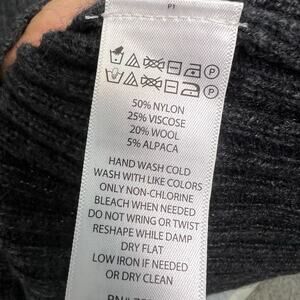 P1
P
P
50% NYLON
25% VISCOSE
20% WOOL
5% ALPACA
HAND WASH COLD
WASH WITH LIKE COLORS
ONLY NON-CHLORINE
BLEACH WHEN NEEDED
DO NOT WRING OR TWIST
RESHAPE WHILE DAMP
DRY FLAT
LOW IRON IF NEEDED
OR DRY CLEAN